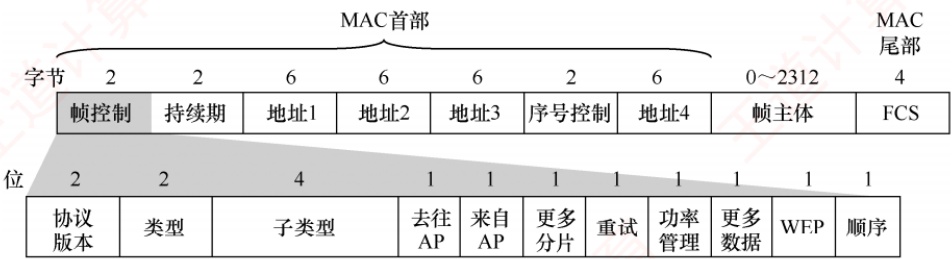 MAC首部
MAC
尾部
字节 2 2 6 6 6 2 6 0～2312 4
帧控制 持续期 地址1 地址2 地址3 序号控制 地址4 帧主体 FCS
位 2 2 4 1 1 1 1 1 1 1 1
协议版本 类型 子类型 去往AP 来自AP 更多分片 重试 功率管理 更多数据 WEP 顺序